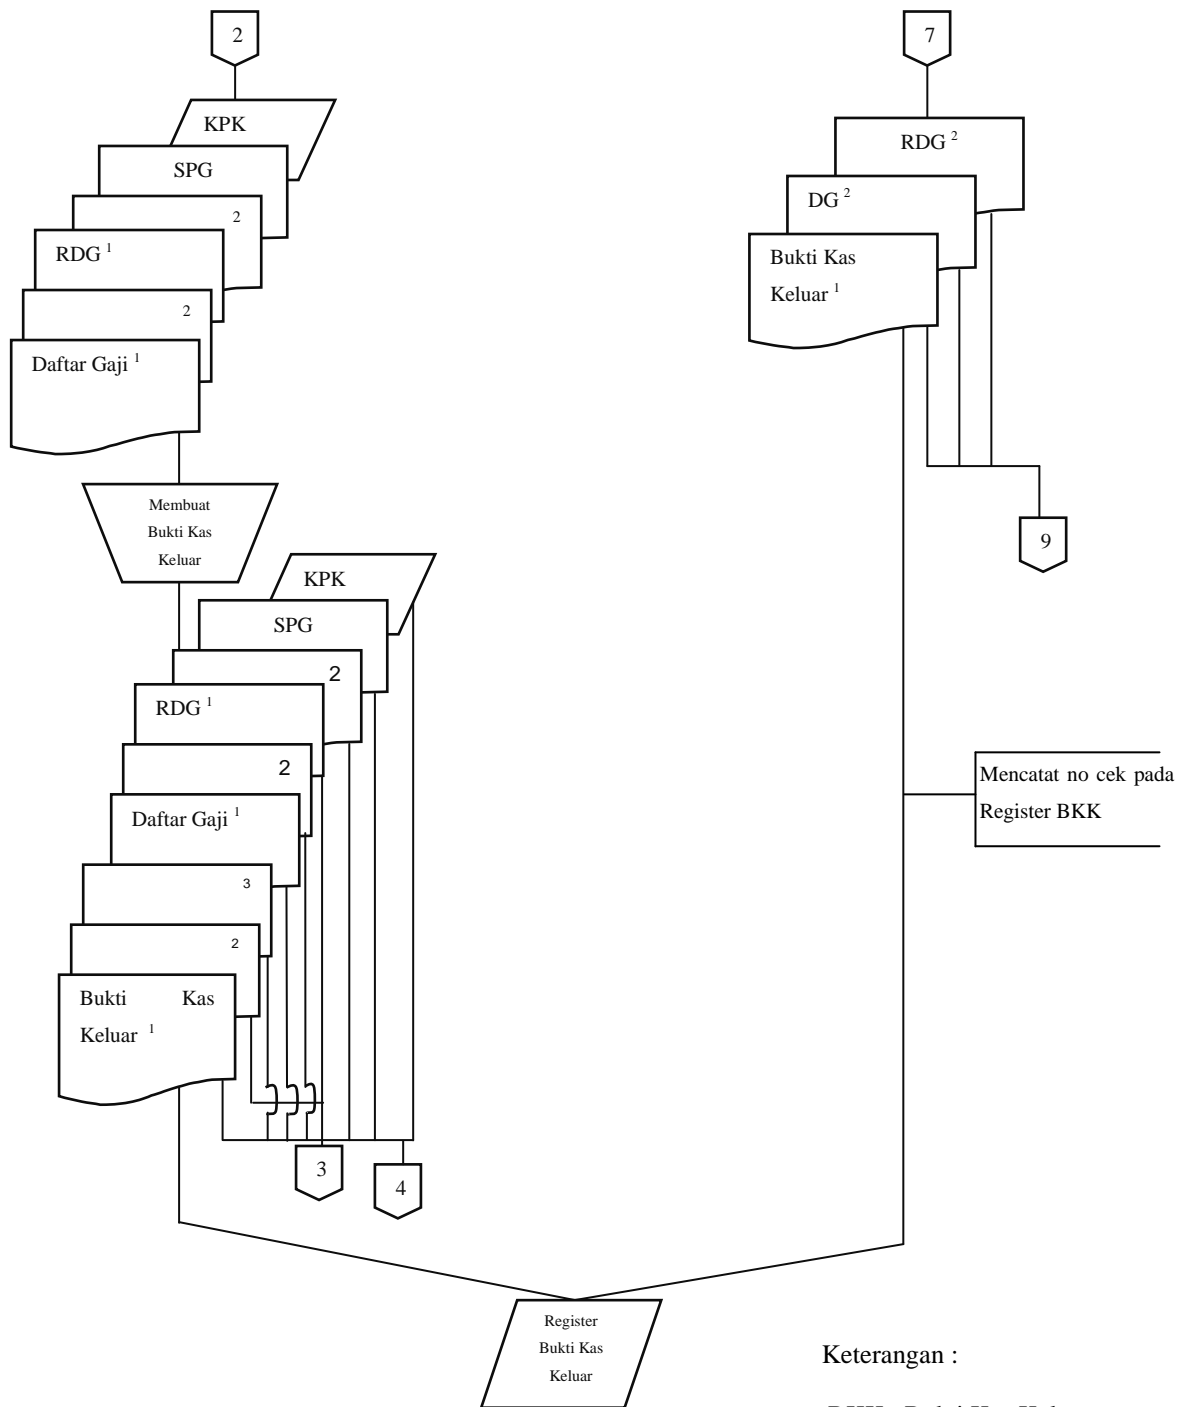 2
KPK
SPG
2
RDG 1
2
Daftar Gaji 1
Membuat
Bukti Kas
Keluar
KPK
SPG
2
RDG 1
2
Daftar Gaji 1
3
2
Bukti Kas
Keluar 1
3
4
7
RDG 2
DG 2
Bukti Kas
Keluar 1
9
Mencatat no cek pada
Register BKK
Register
Bukti Kas
Keluar
Keterangan :